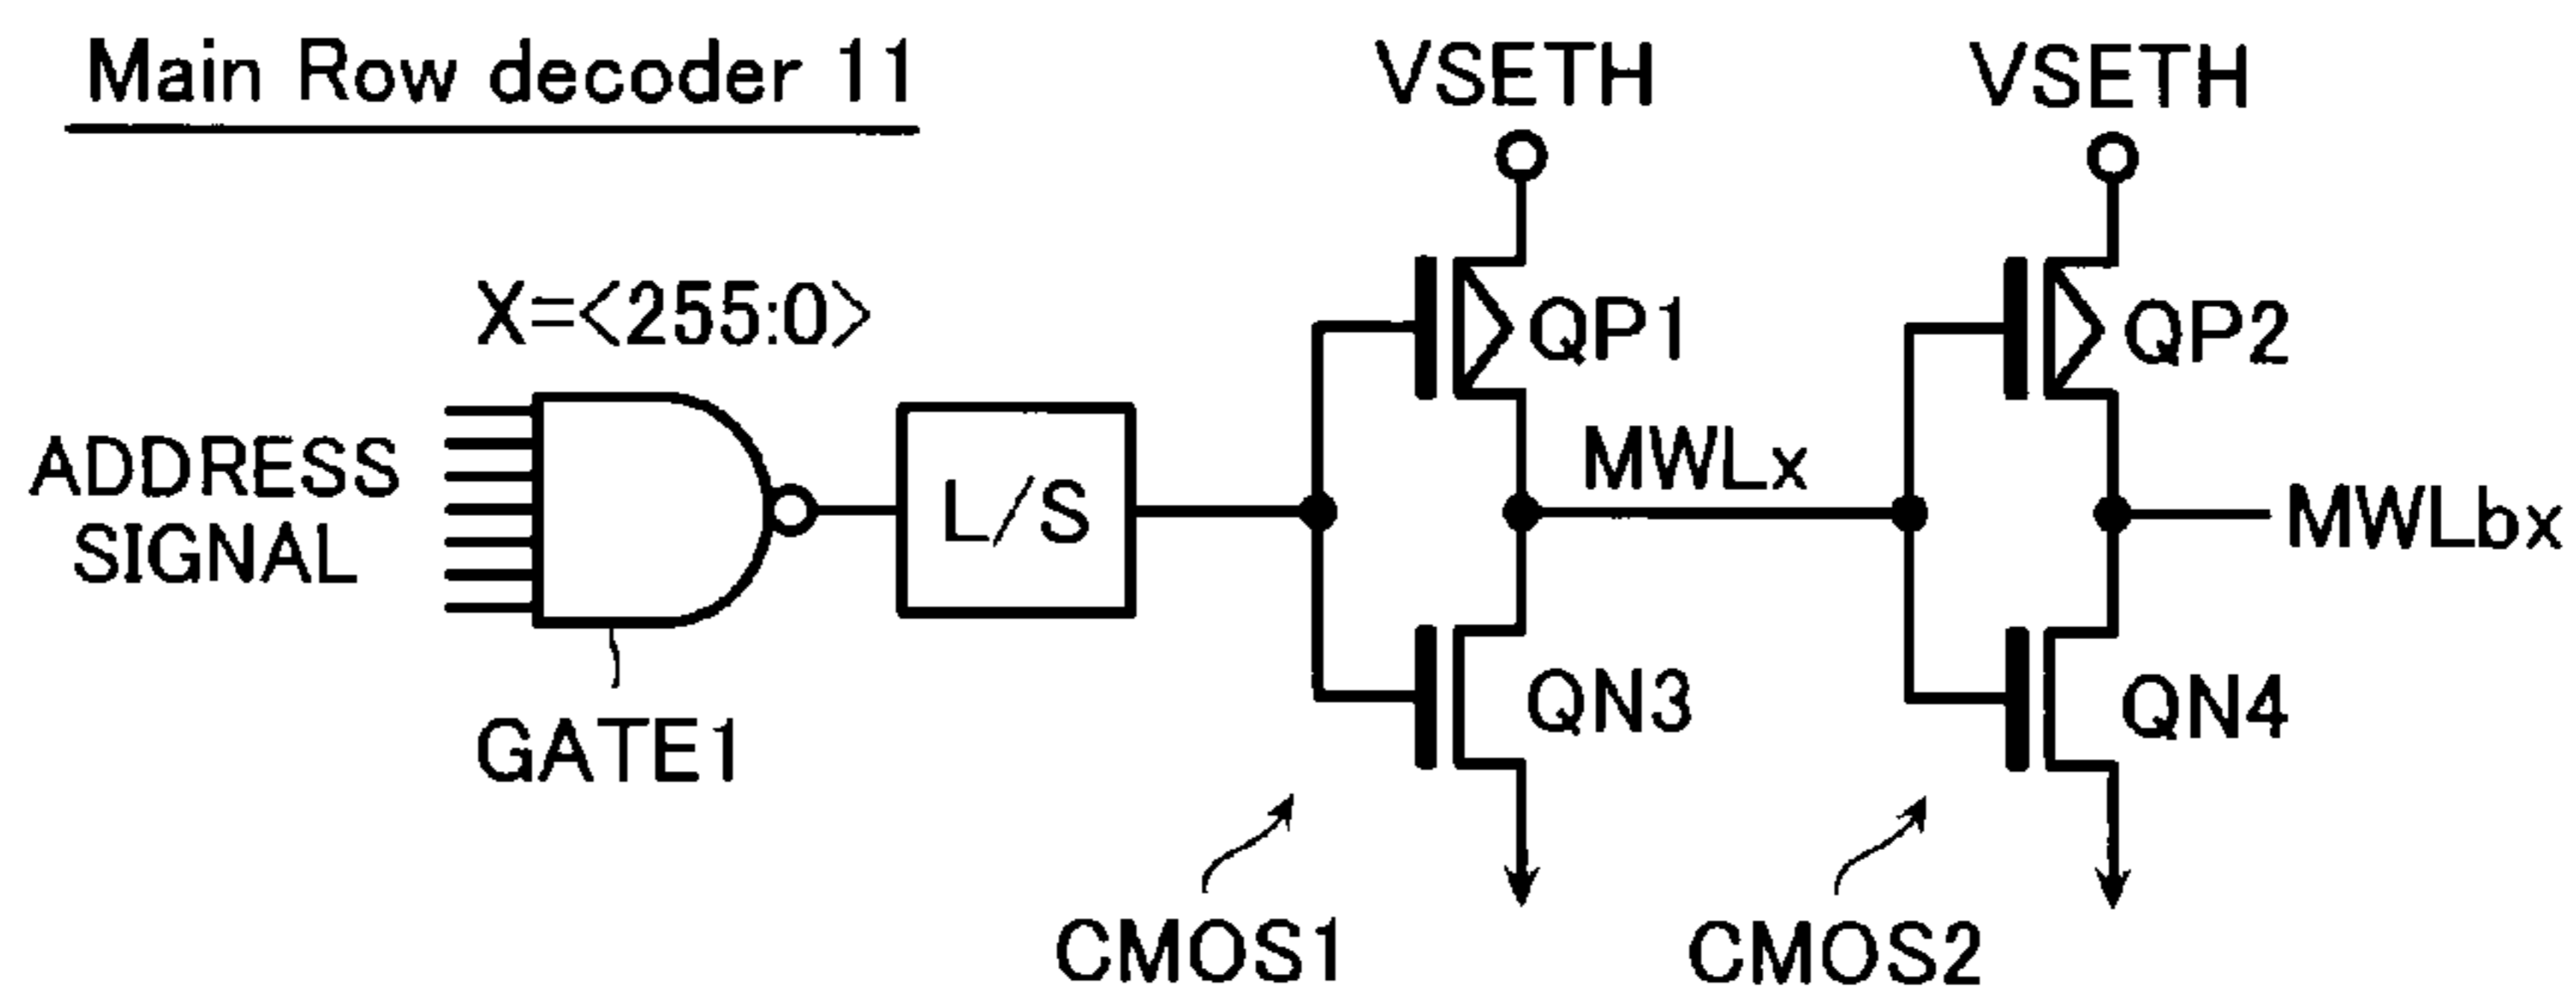 Main Row decoder 11
VSETH
VSETH
X=<255:0>
QP1
QP2
ADDRESS
SIGNAL
L/S
MWLx
MWLbx
GATE1
QN3
QN4
CMOS1
CMOS2